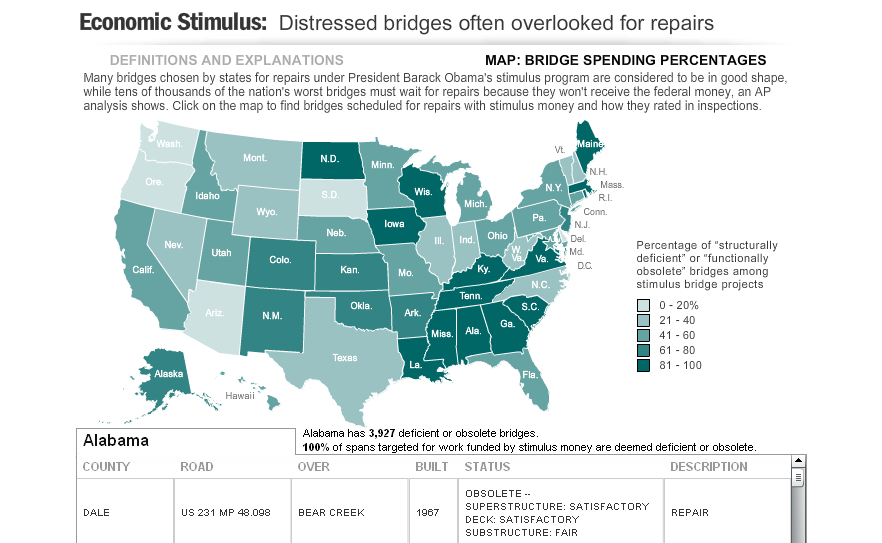 Economic Stimulus: Distressed bridges often overlooked for repairs
DEFINITIONS AND EXPLANATIONS
MAP: BRIDGE SPENDING PERCENTAGES
Many bridges chosen by states for repairs under President Barack Obama's stimulus program are considered to be in good shape,
while tens of thousands of the nation's worst bridges must wait for repairs because they won't receive the federal money, an AP
analysis shows. Click on the map to find bridges scheduled for repairs with stimulus money and how they rated in inspections.
Wash.
Ore.
Idaho
Mont.
N.D.
Minn.
S.D.
Wyo.
Wis.
Mich.
Vt.
Maine
N.H.
Mass.
R.I.
Conn.
N.Y.
N.J.
Pa.
Del.
Md.
D.C.
Calif.
Nev.
Utah
Colo.
Neb.
Iowa
Ill.
Ind.
Ohio
W.
Va.
Va.
Kan.
Mo.
Ky.
N.C.
Tenn.
S.C.
Ariz.
N.M.
Okla.
Ark.
Miss.
Ala.
Ga.
Texas
La.
Fla.
Alaska
Hawaii
Percentage of “structurally
deficient” or “functionally
obsolete” bridges among
stimulus bridge projects
0 - 20%
21 - 40
41 - 60
61 - 80
81 - 100
Alabama
Alabama has 3,927 deficient or obsolete bridges.
100% of spans targeted for work funded by stimulus money are deemed deficient or obsolete.
COUNTY ROAD OVER BUILT STATUS DESCRIPTION
DALE US 231 MP 48.098 BEAR CREEK 1967
OBSOLETE --
SUPERSTRUCTURE: SATISFACTORY
DECK: SATISFACTORY
SUBSTRUCTURE: FAIR
REPAIR